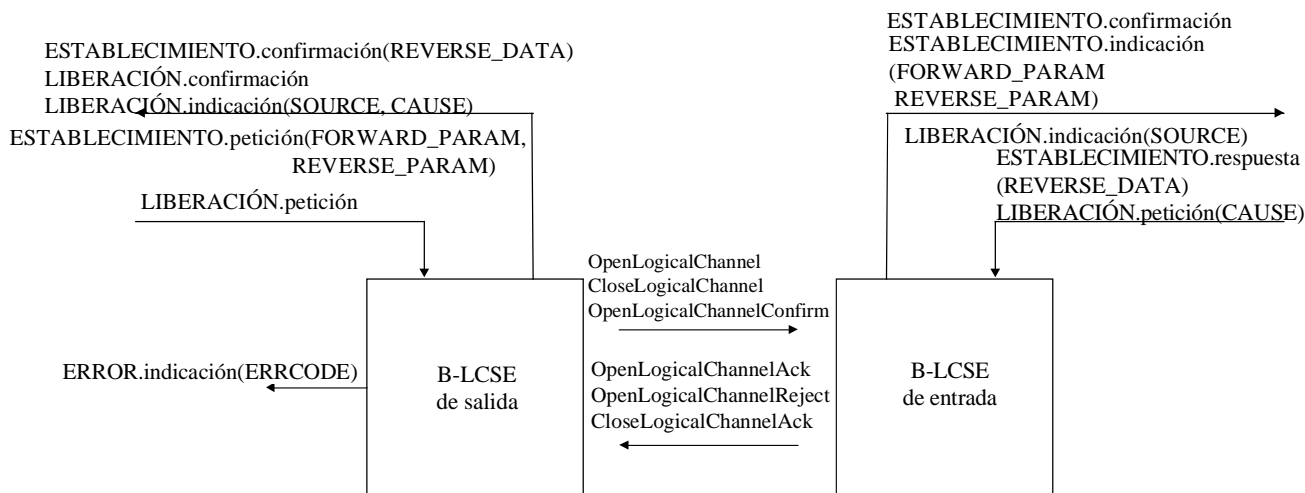 ESTABLECIMIENTO.confirmación(REVERSE_DATA)
LIBERACIÓN.confirmación
LIBERACIÓN.indicación(SOURCE, CAUSE)
ESTABLECIMIENTO.petición(FORWARD_PARAM,
REVERSE_PARAM)
LIBERACIÓN.petición
ESTABLECIMIENTO.confirmación
ESTABLECIMIENTO.indicación
(FORWARD_PARAM
REVERSE_PARAM)
LIBERACIÓN.indicación(SOURCE)
ESTABLECIMIENTO.respuesta
(REVERSE_DATA)
LIBERACIÓN.petición(CAUSE)
OpenLogicalChannel
CloseLogicalChannel
OpenLogicalChannelConfirm
ERROR.indicación(ERRCODE)
B-LCSE
de salida
OpenLogicalChannelAck
OpenLogicalChannelReject
CloseLogicalChannelAck
B-LCSE
de entrada